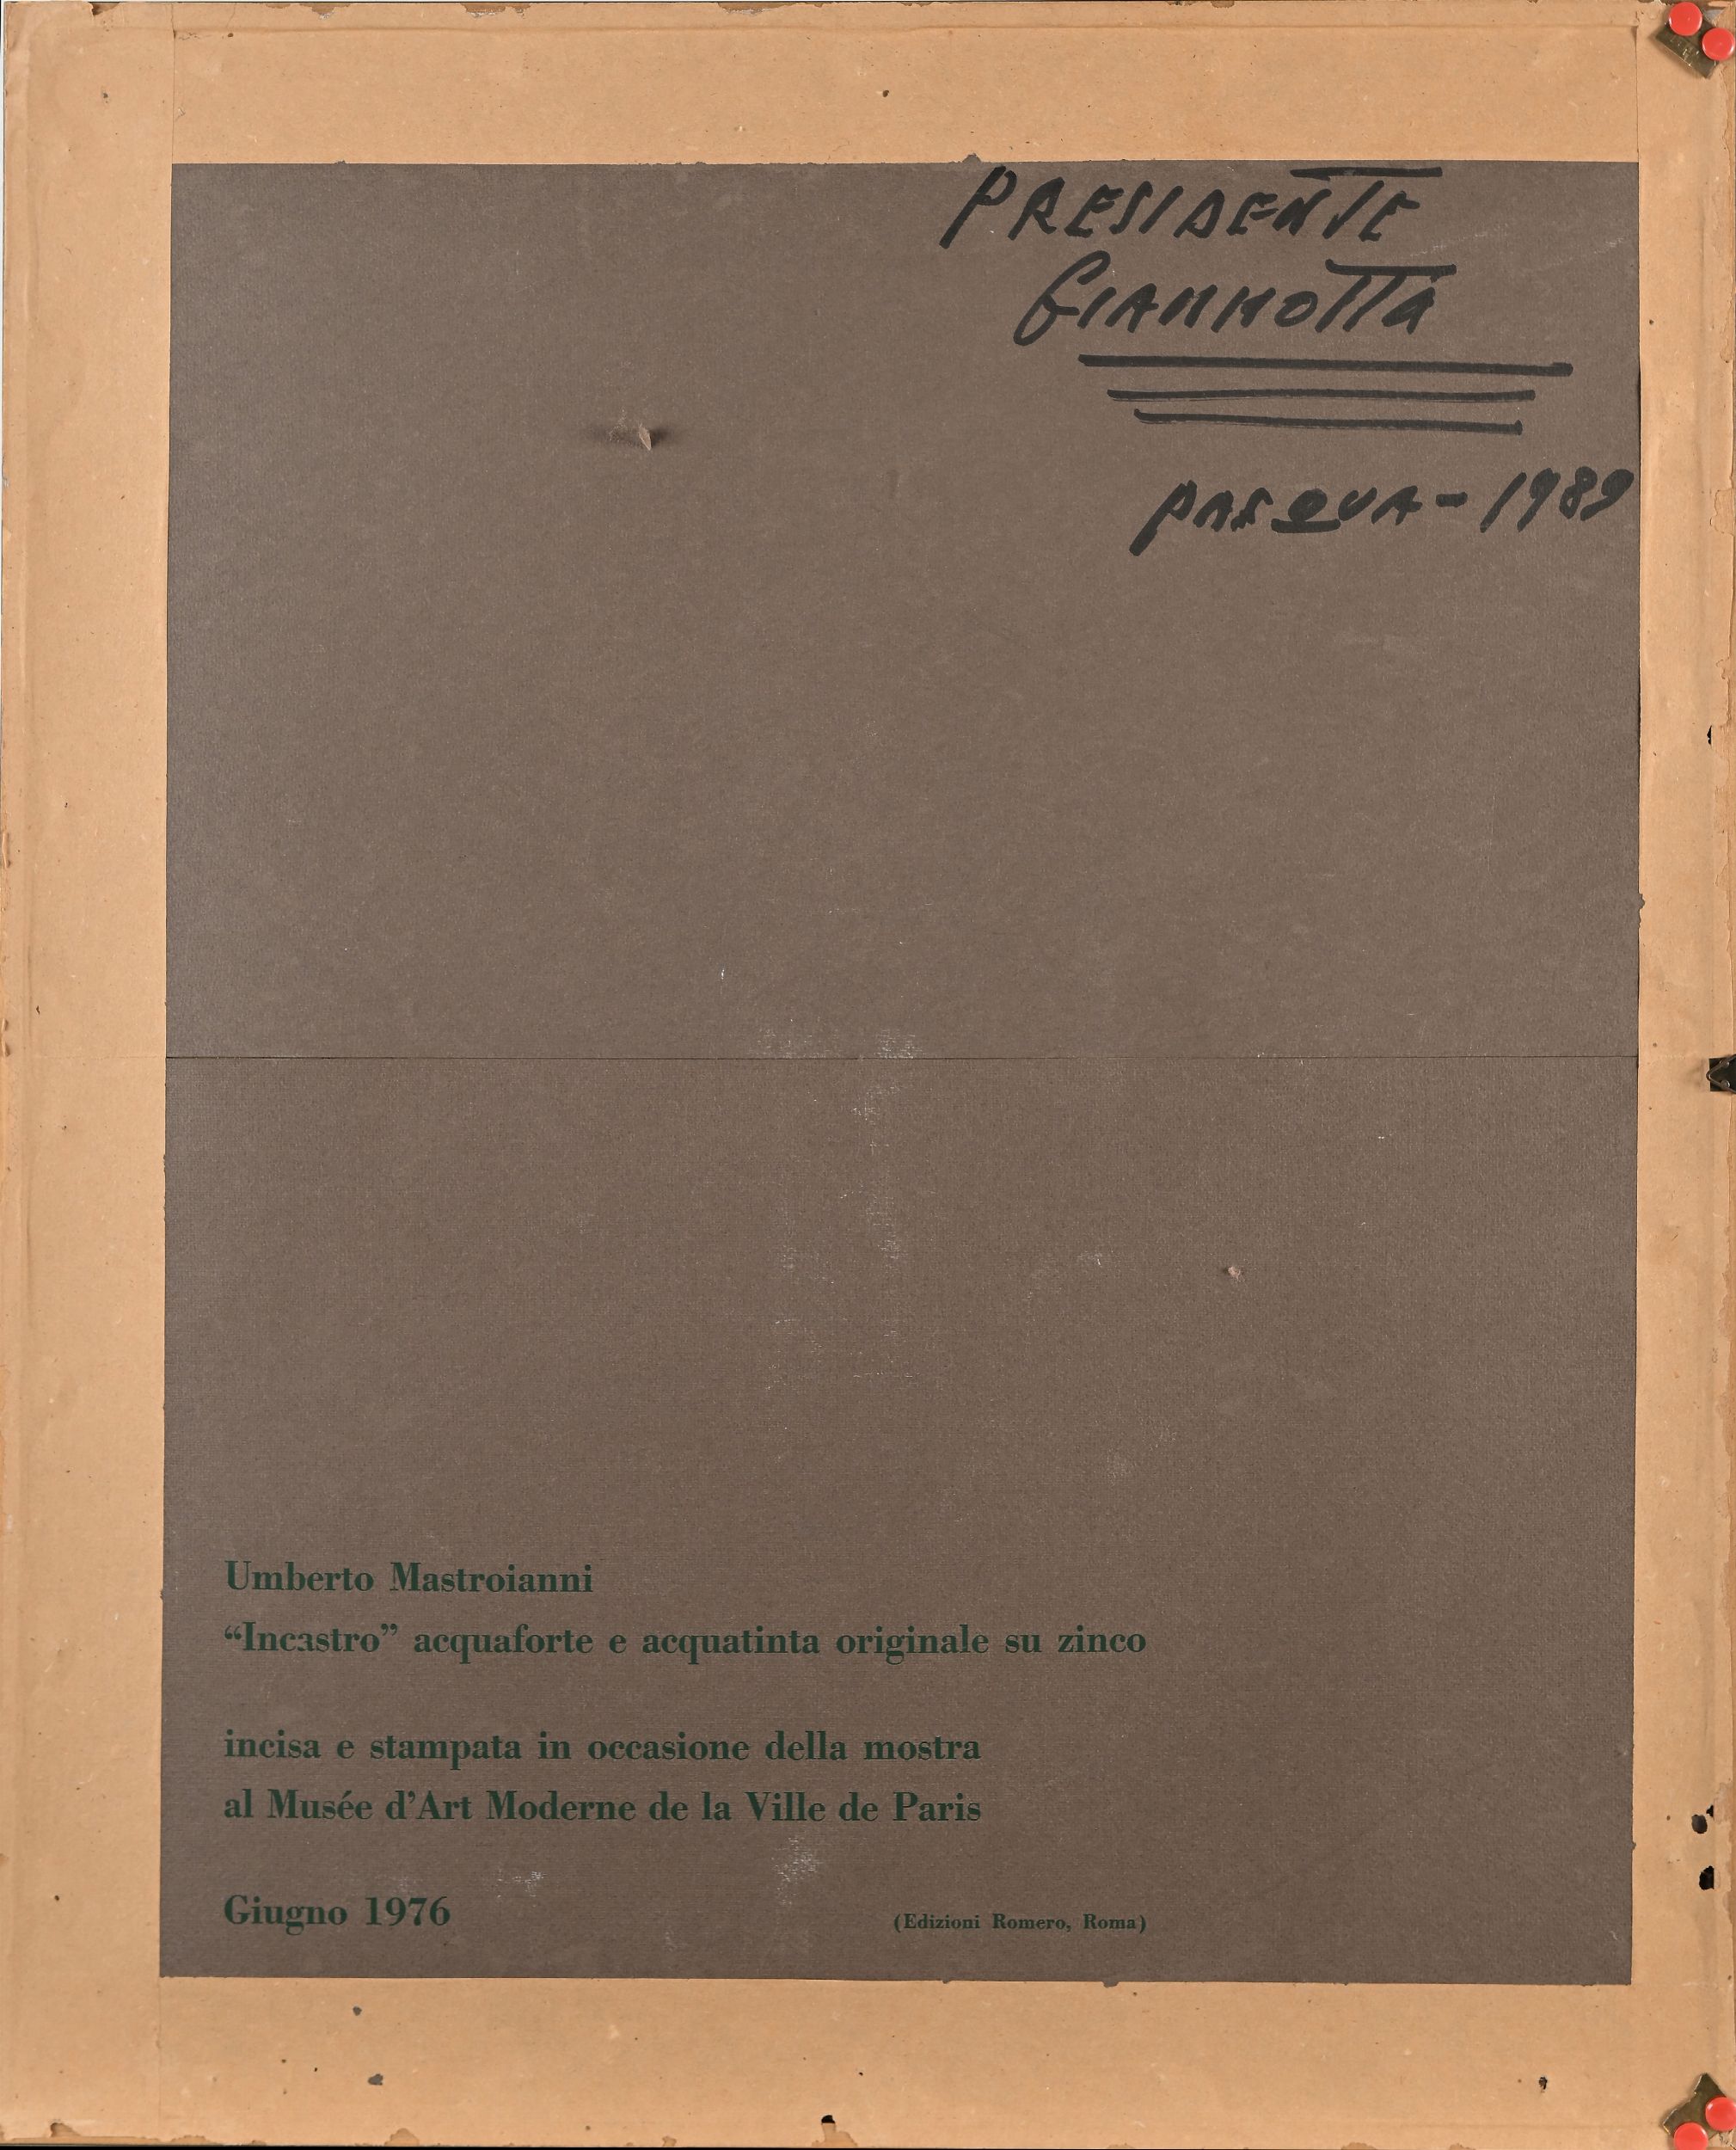 PRESIDENTE
GIANNOTTA
PASQUA - 1989
Umberto Mastroianni
“Incastro” acquaforte e acquatinta originale su zinco
incisa e stampata in occasione della mostra
al Musée d’Art Moderne de la Ville de Paris
Giugno 1976 (Edizioni Romero, Roma)